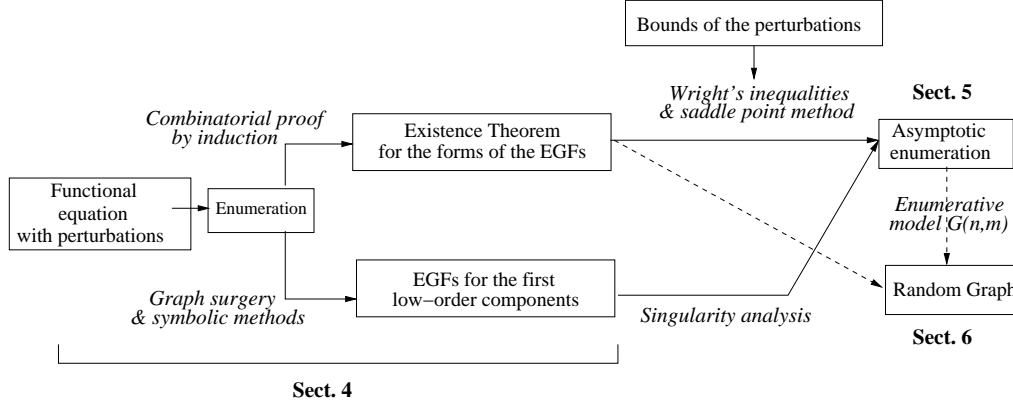 Bounds of the perturbations
Wright's inequalities
& saddle point method
Sect. 5
Combinatorial proof
by induction
Existence Theorem
for the forms of the EGFs
Asymptotic
enumeration
Functional
equation
with perturbations
Enumeration
Enumerative
model G(n,m)
Graph surgery
& symbolic methods
EGFs for the first
low−order components
Singularity analysis
Random Graph
Sect. 6
Sect. 4